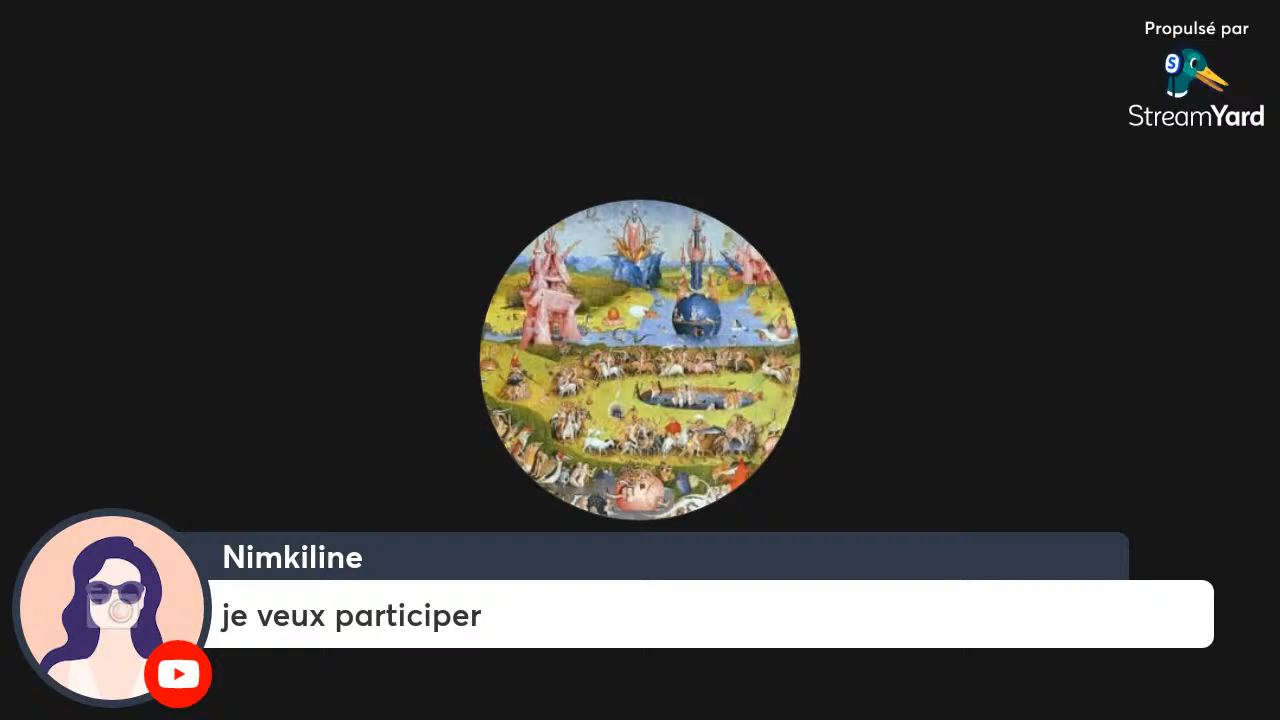 Propulsé par
S
StreamYard
Nimkiline
je veux participer